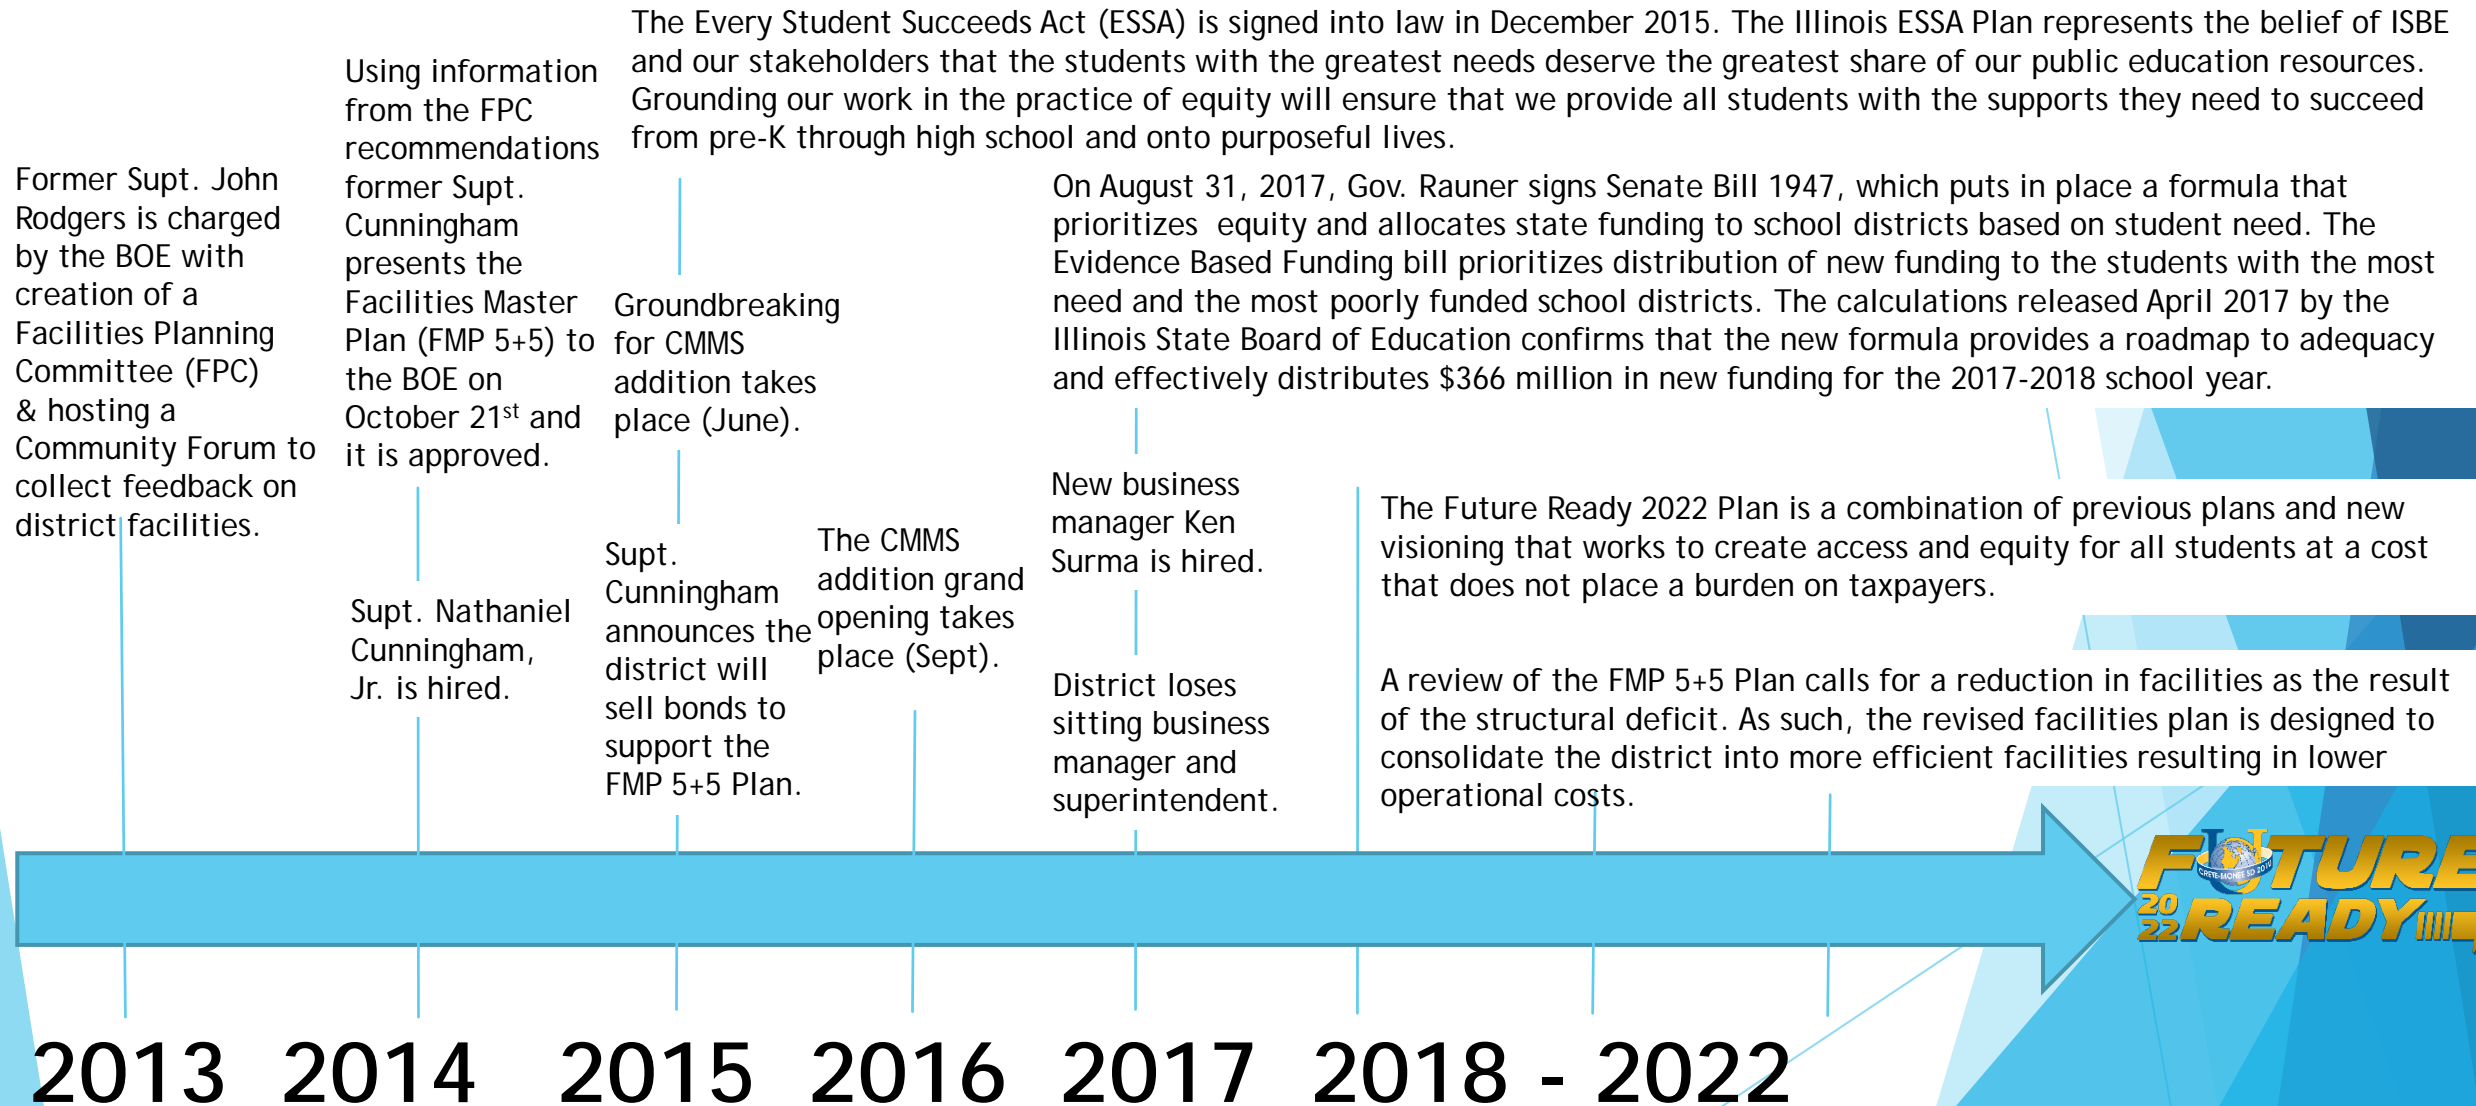 The Every Student Succeeds Act (ESSA) is signed into law in December 2015. The Illinois ESSA Plan represents the belief of ISBE
and our stakeholders that the students with the greatest needs deserve the greatest share of our public education resources.
Grounding our work in the practice of equity will ensure that we provide all students with the supports they need to succeed
from pre-K through high school and onto purposeful lives.
Former Supt. John
Rodgers is charged
by the BOE with
creation of a
Facilities Planning
Committee (FPC)
& hosting a
Community Forum to
collect feedback on
district facilities.
Using information
from the FPC
recommendations
former Supt.
Cunningham
presents the
Facilities Master
Plan (FMP 5+5) to
the BOE on
October 21st and
it is approved.
Supt. Nathaniel
Cunningham,
Jr. is hired.
Groundbreaking
for CMMS
addition takes
place (June).
Supt.
Cunningham
announces the
district will
sell bonds to
support the
FMP 5+5 Plan.
The CMMS
addition grand
opening takes
place (Sept).
On August 31, 2017, Gov. Rauner signs Senate Bill 1947, which puts in place a formula that
prioritizes  equity and allocates state funding to school districts based on student need. The
Evidence Based Funding bill prioritizes distribution of new funding to the students with the most
need and the most poorly funded school districts. The calculations released April 2017 by the
Illinois State Board of Education confirms that the new formula provides a roadmap to adequacy
and effectively distributes $366 million in new funding for the 2017-2018 school year.
New business
manager Ken
Surma is hired.
District loses
sitting business
manager and
superintendent.
The Future Ready 2022 Plan is a combination of previous plans and new
visioning that works to create access and equity for all students at a cost
that does not place a burden on taxpayers.
A review of the FMP 5+5 Plan calls for a reduction in facilities as the result
of the structural deficit. As such, the revised facilities plan is designed to
consolidate the district into more efficient facilities resulting in lower
operational costs.
FUTURE
CRETE-MONEE SD 201U
2022 READY
2013 2014 2015 2016 2017 2018 - 2022